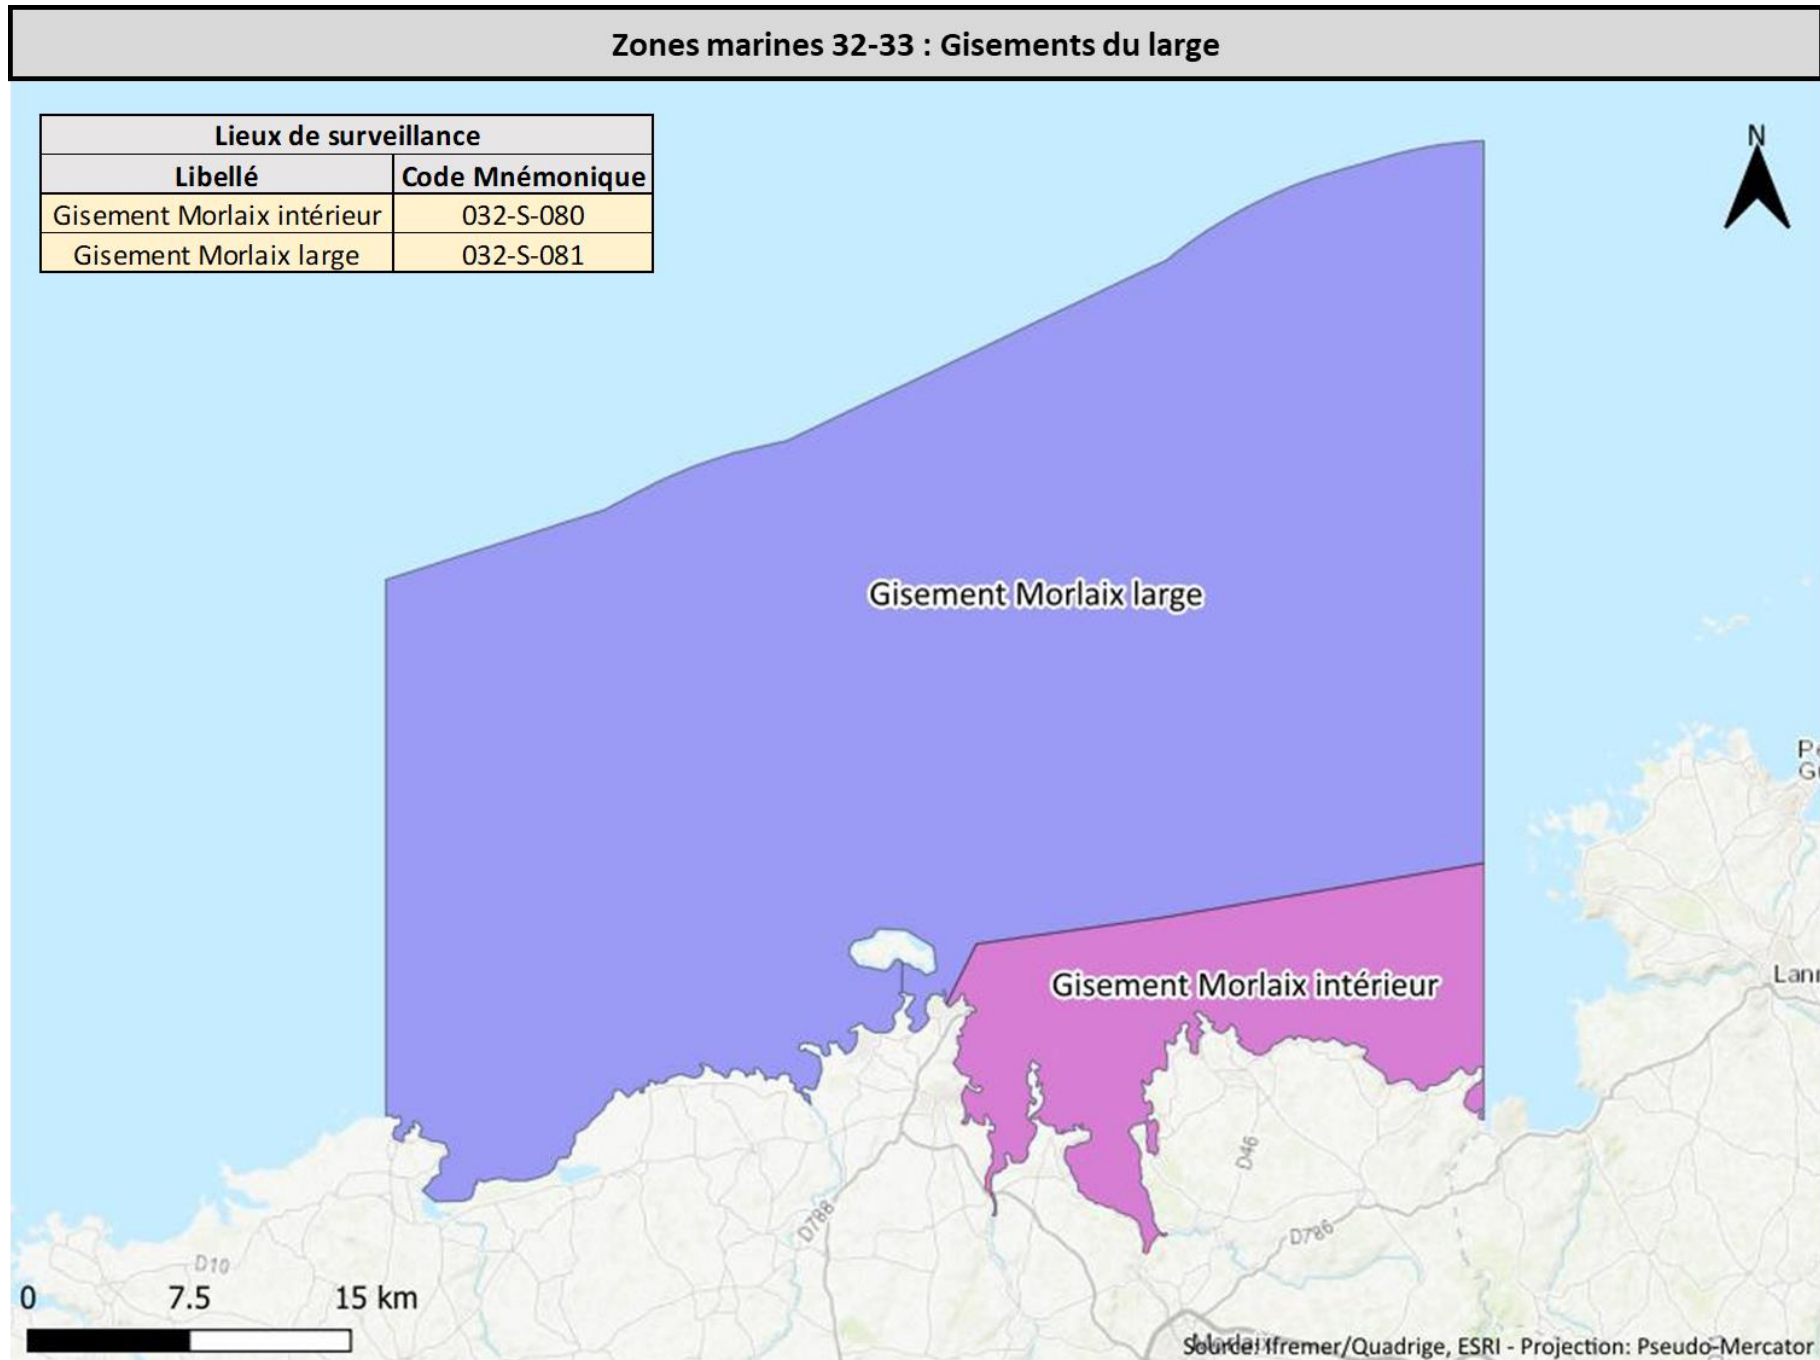 Zones marines 32-33 : Gisements du large
Lieux de surveillance
Libellé Code Mnémonique
Gisement Morlaix intérieur 032-S-080
Gisement Morlaix large 032-S-081
N
Gisement Morlaix large
Gisement Morlaix intérieur
D46
D788
D786
D10
0 7.5 15 km
Source: Ifremer/Quadrige, ESRI - Projection: Pseudo-Mercator